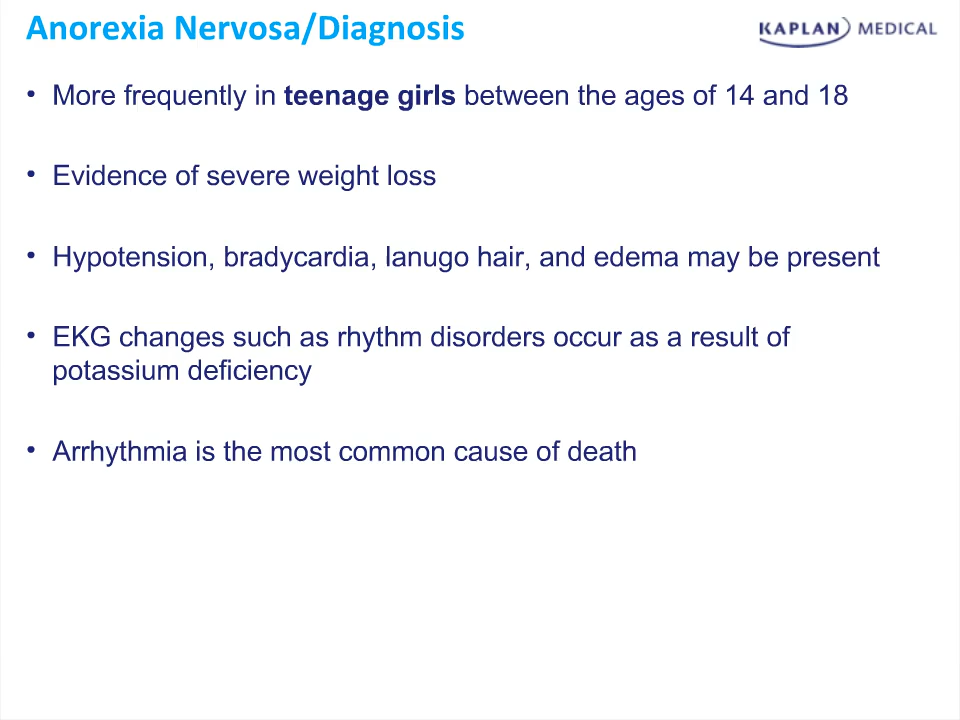 Anorexia Nervosa/Diagnosis
KAPLAN MEDICAL
• More frequently in teenage girls between the ages of 14 and 18
• Evidence of severe weight loss
• Hypotension, bradycardia, lanugo hair, and edema may be present
• EKG changes such as rhythm disorders occur as a result of
potassium deficiency
• Arrhythmia is the most common cause of death